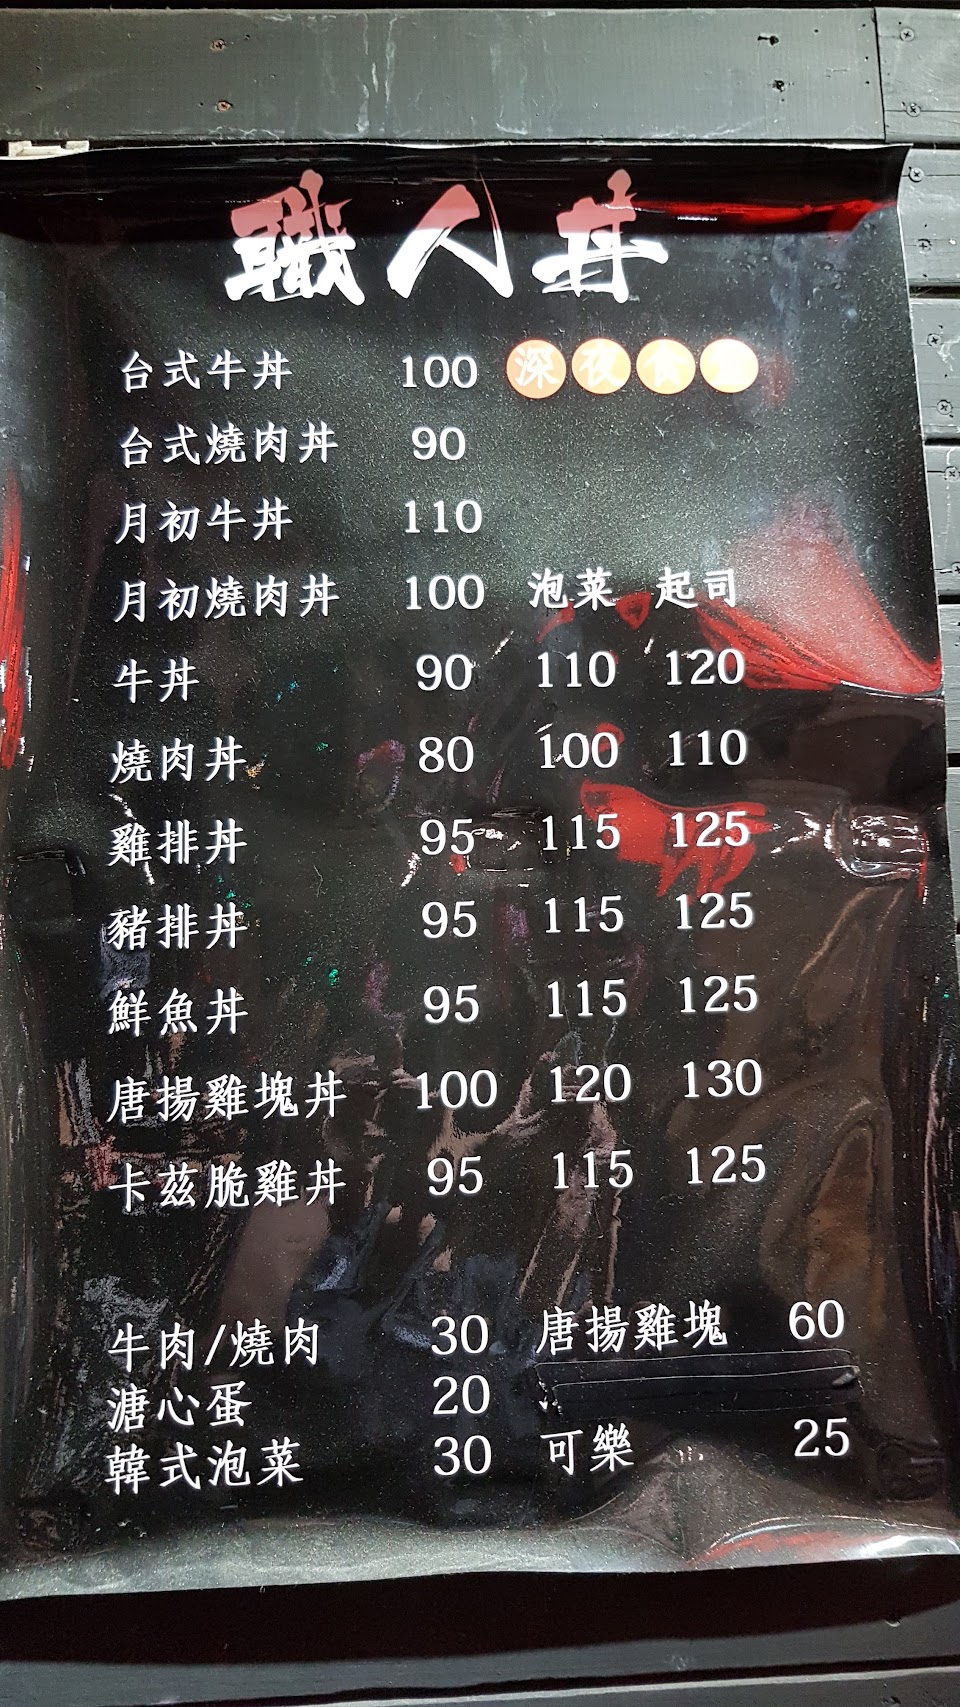 職人丼
台式牛丼 100 深夜食堂
台式燒肉丼 90
月初牛丼 110
月初燒肉丼 100 泡菜 起司
牛丼 90 110 120
燒肉丼 80 100 110
雞排丼 95 115 125
豬排丼 95 115 125
鮮魚丼 95 115 125
唐揚雞塊丼 100 120 130
卡茲脆雞丼 95 115 125
牛肉/燒肉 30 唐揚雞塊 60
溏心蛋 20
韓式泡菜 30 可樂 25